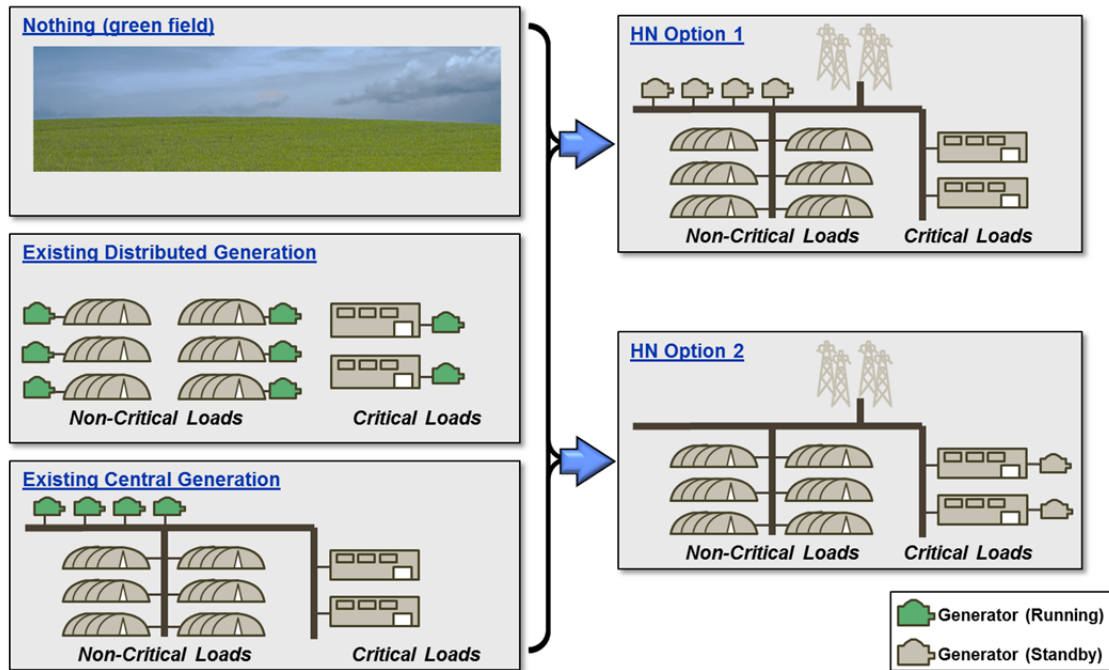 Nothing (green field)
Existing Distributed Generation
Non-Critical Loads
Critical Loads
Existing Central Generation
Non-Critical Loads
Critical Loads
HN Option 1
Non-Critical Loads
Critical Loads
HN Option 2
Non-Critical Loads
Critical Loads
Generator (Running)
Generator (Standby)